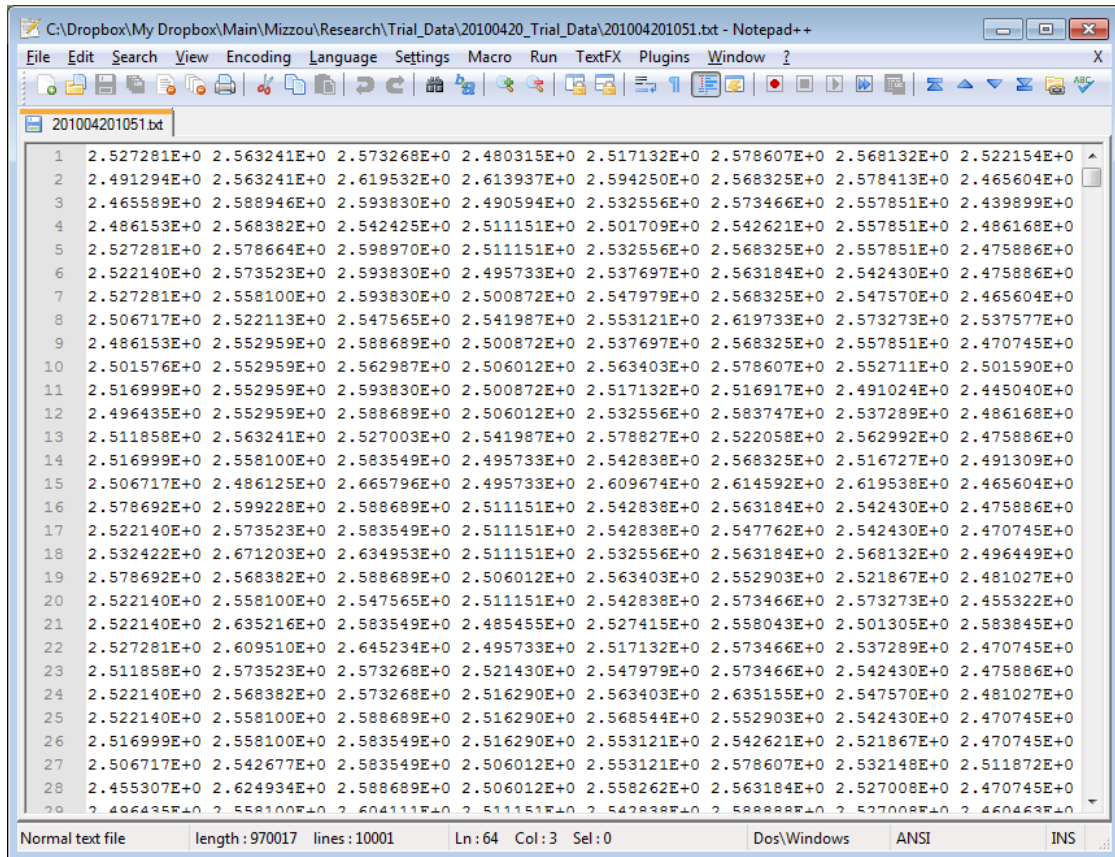 C:\Dropbox\My Dropbox\Main\Mizzou\Research\Trial_Data\20100420_Trial_Data\201004201051.txt - Notepad++
File Edit Search View Encoding Language Settings Macro Run TextFX Plugins Window ? X
201004201051.txt
1 2.527281E+0 2.563241E+0 2.573268E+0 2.480315E+0 2.517132E+0 2.578607E+0 2.568132E+0 2.522154E+0
2 2.491294E+0 2.563241E+0 2.619532E+0 2.613937E+0 2.594250E+0 2.568325E+0 2.578413E+0 2.465604E+0
3 2.465589E+0 2.588946E+0 2.593830E+0 2.490594E+0 2.532556E+0 2.573466E+0 2.557851E+0 2.439899E+0
4 2.486153E+0 2.568382E+0 2.542425E+0 2.511151E+0 2.501709E+0 2.542621E+0 2.557851E+0 2.486168E+0
5 2.527281E+0 2.578664E+0 2.598970E+0 2.511151E+0 2.532556E+0 2.568325E+0 2.557851E+0 2.475886E+0
6 2.522140E+0 2.573523E+0 2.593830E+0 2.495733E+0 2.537697E+0 2.563184E+0 2.542430E+0 2.475886E+0
7 2.527281E+0 2.558100E+0 2.593830E+0 2.500872E+0 2.547979E+0 2.568325E+0 2.547570E+0 2.465604E+0
8 2.506717E+0 2.522113E+0 2.547565E+0 2.541987E+0 2.553121E+0 2.619733E+0 2.573273E+0 2.537577E+0
9 2.486153E+0 2.552959E+0 2.588689E+0 2.500872E+0 2.537697E+0 2.568325E+0 2.557851E+0 2.470745E+0
10 2.501576E+0 2.552959E+0 2.562987E+0 2.506012E+0 2.563403E+0 2.578607E+0 2.552711E+0 2.501590E+0
11 2.516999E+0 2.552959E+0 2.593830E+0 2.500872E+0 2.517132E+0 2.516917E+0 2.491024E+0 2.445040E+0
12 2.496435E+0 2.552959E+0 2.588689E+0 2.506012E+0 2.532556E+0 2.583747E+0 2.537289E+0 2.486168E+0
13 2.511858E+0 2.563241E+0 2.527003E+0 2.541987E+0 2.578827E+0 2.522058E+0 2.562992E+0 2.475886E+0
14 2.516999E+0 2.558100E+0 2.583549E+0 2.495733E+0 2.542838E+0 2.568325E+0 2.516727E+0 2.491309E+0
15 2.506717E+0 2.486125E+0 2.665796E+0 2.495733E+0 2.609674E+0 2.614592E+0 2.619538E+0 2.465604E+0
16 2.578692E+0 2.599228E+0 2.588689E+0 2.511151E+0 2.542838E+0 2.563184E+0 2.542430E+0 2.475886E+0
17 2.522140E+0 2.573523E+0 2.583549E+0 2.511151E+0 2.542838E+0 2.547762E+0 2.542430E+0 2.470745E+0
18 2.532422E+0 2.671203E+0 2.634953E+0 2.511151E+0 2.532556E+0 2.563184E+0 2.568132E+0 2.496449E+0
19 2.578692E+0 2.568382E+0 2.588689E+0 2.506012E+0 2.563403E+0 2.552903E+0 2.521867E+0 2.481027E+0
20 2.522140E+0 2.558100E+0 2.547565E+0 2.511151E+0 2.542838E+0 2.573466E+0 2.573273E+0 2.455322E+0
21 2.522140E+0 2.635216E+0 2.583549E+0 2.485455E+0 2.527415E+0 2.558043E+0 2.501305E+0 2.583845E+0
22 2.527281E+0 2.609510E+0 2.645234E+0 2.495733E+0 2.517132E+0 2.573466E+0 2.537289E+0 2.470745E+0
23 2.511858E+0 2.573523E+0 2.573268E+0 2.521430E+0 2.547979E+0 2.573466E+0 2.542430E+0 2.475886E+0
24 2.522140E+0 2.568382E+0 2.573268E+0 2.516290E+0 2.563403E+0 2.635155E+0 2.547570E+0 2.481027E+0
25 2.522140E+0 2.558100E+0 2.588689E+0 2.516290E+0 2.568544E+0 2.552903E+0 2.542430E+0 2.470745E+0
26 2.516999E+0 2.558100E+0 2.583549E+0 2.516290E+0 2.553121E+0 2.542621E+0 2.521867E+0 2.470745E+0
27 2.506717E+0 2.542677E+0 2.583549E+0 2.506012E+0 2.553121E+0 2.578607E+0 2.532148E+0 2.511872E+0
28 2.455307E+0 2.624934E+0 2.588689E+0 2.506012E+0 2.558262E+0 2.563184E+0 2.527008E+0 2.470745E+0
29 2.496435E+0 2.558100E+0 2.604111E+0 2.511151E+0 2.542838E+0 2.588888E+0 2.527008E+0 2.460463E+0
Normal text file length : 970017 lines : 10001 Ln : 64 Col : 3 Sel : 0 Dos\Windows ANSI INS